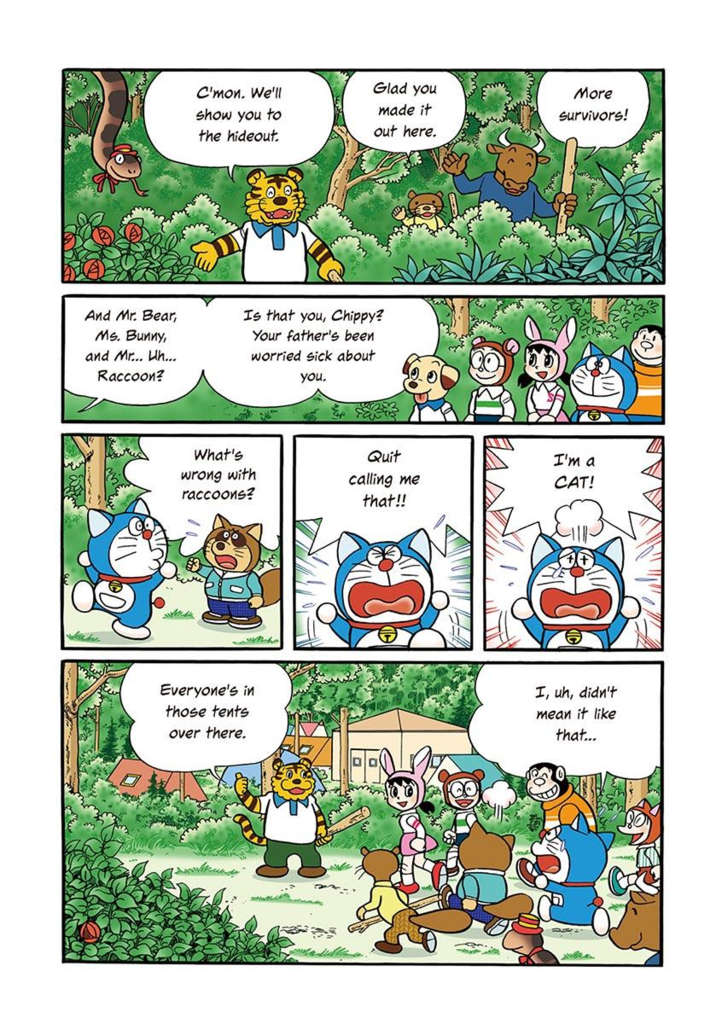 C'mon. We'll
show you to
the hideout.
Glad you
made it
out here.
More
survivors!
And Mr. Bear,
Ms. Bunny,
and Mr... Uh...
Raccoon?
Is that you, Chippy?
Your father's been
worried sick about
you.
What's
wrong with
raccoons?
Quit
calling me
that!!
I'm a
CAT!
Everyone's in
those tents
over there.
I, uh, didn't
mean it like
that...